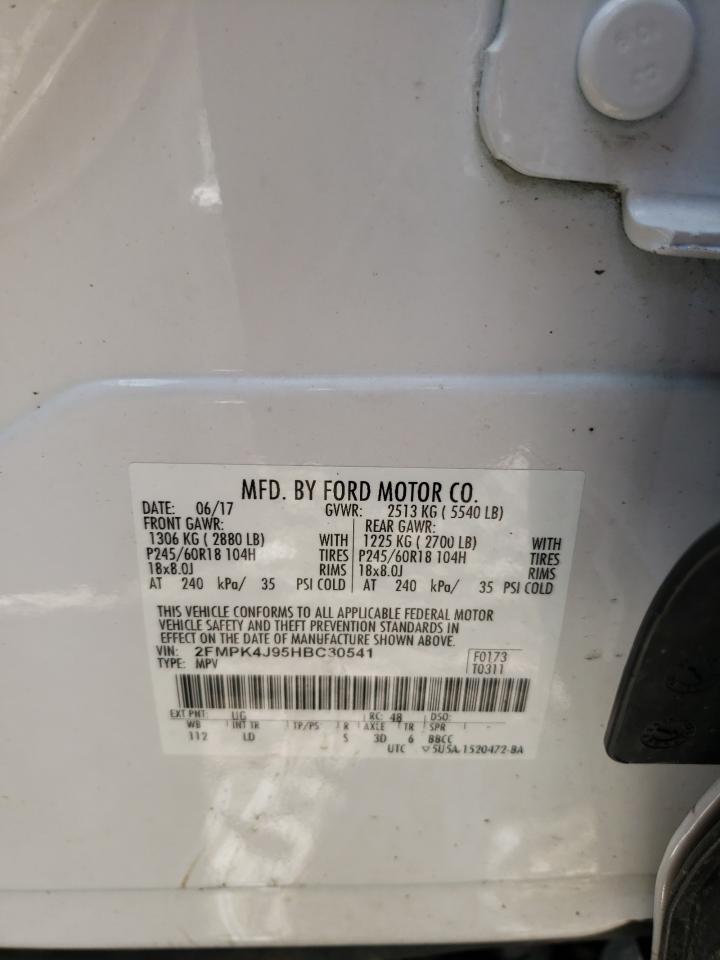 MFD. BY FORD MOTOR CO.
DATE: 06/17 GVWR: 2513 KG ( 5540 LB)
FRONT GAWR: REAR GAWR:
1306 KG ( 2880 LB) WITH 1225 KG ( 2700 LB) WITH
P245/60R18 104H TIRES P245/60R18 104H TIRES
18x8.0J RIMS 18x8.0J RIMS
AT 240 kPa/ 35 PSI COLD AT 240 kPa/ 35 PSI COLD
THIS VEHICLE CONFORMS TO ALL APPLICABLE FEDERAL MOTOR
VEHICLE SAFETY AND THEFT PREVENTION STANDARDS IN
EFFECT ON THE DATE OF MANUFACTURE SHOWN ABOVE.
VIN: 2FMPK4J95HBC30541 F0173
TYPE: MPV T0311
EXT PNT: UG RC: 48 DSO:
WB INT TR TP/PS R AXLE TR SPR
112 LD S 3D 6 BBCC
UTC ▽5USA.1520472-BA